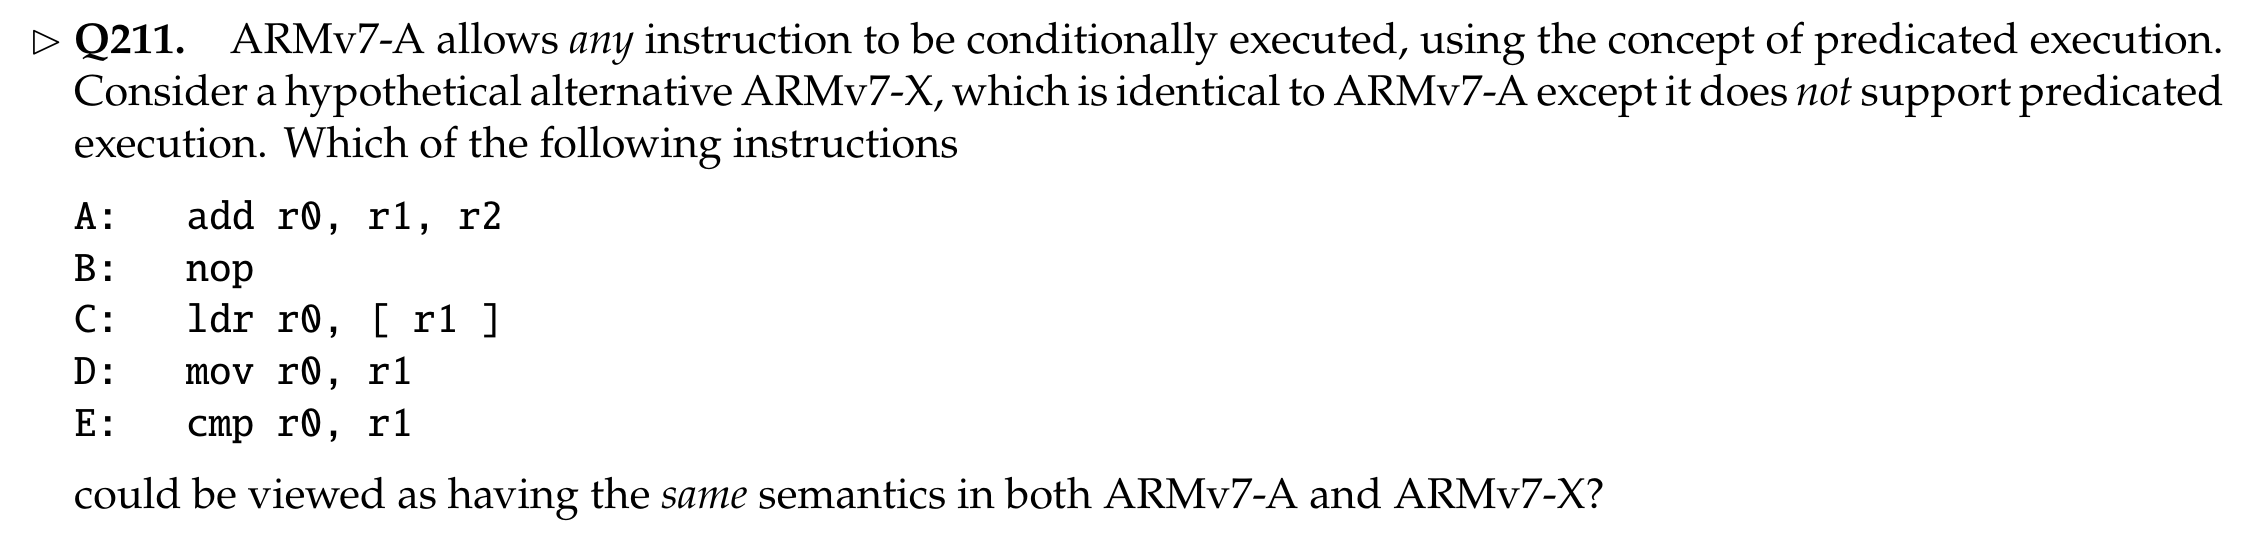 ▷ Q211. ARMv7-A allows any instruction to be conditionally executed, using the concept of predicated execution.
Consider a hypothetical alternative ARMv7-X, which is identical to ARMv7-A except it does not support predicated
execution. Which of the following instructions
A: add r0, r1, r2
B: nop
C: ldr r0, [ r1 ]
D: mov r0, r1
E: cmp r0, r1
could be viewed as having the same semantics in both ARMv7-A and ARMv7-X?